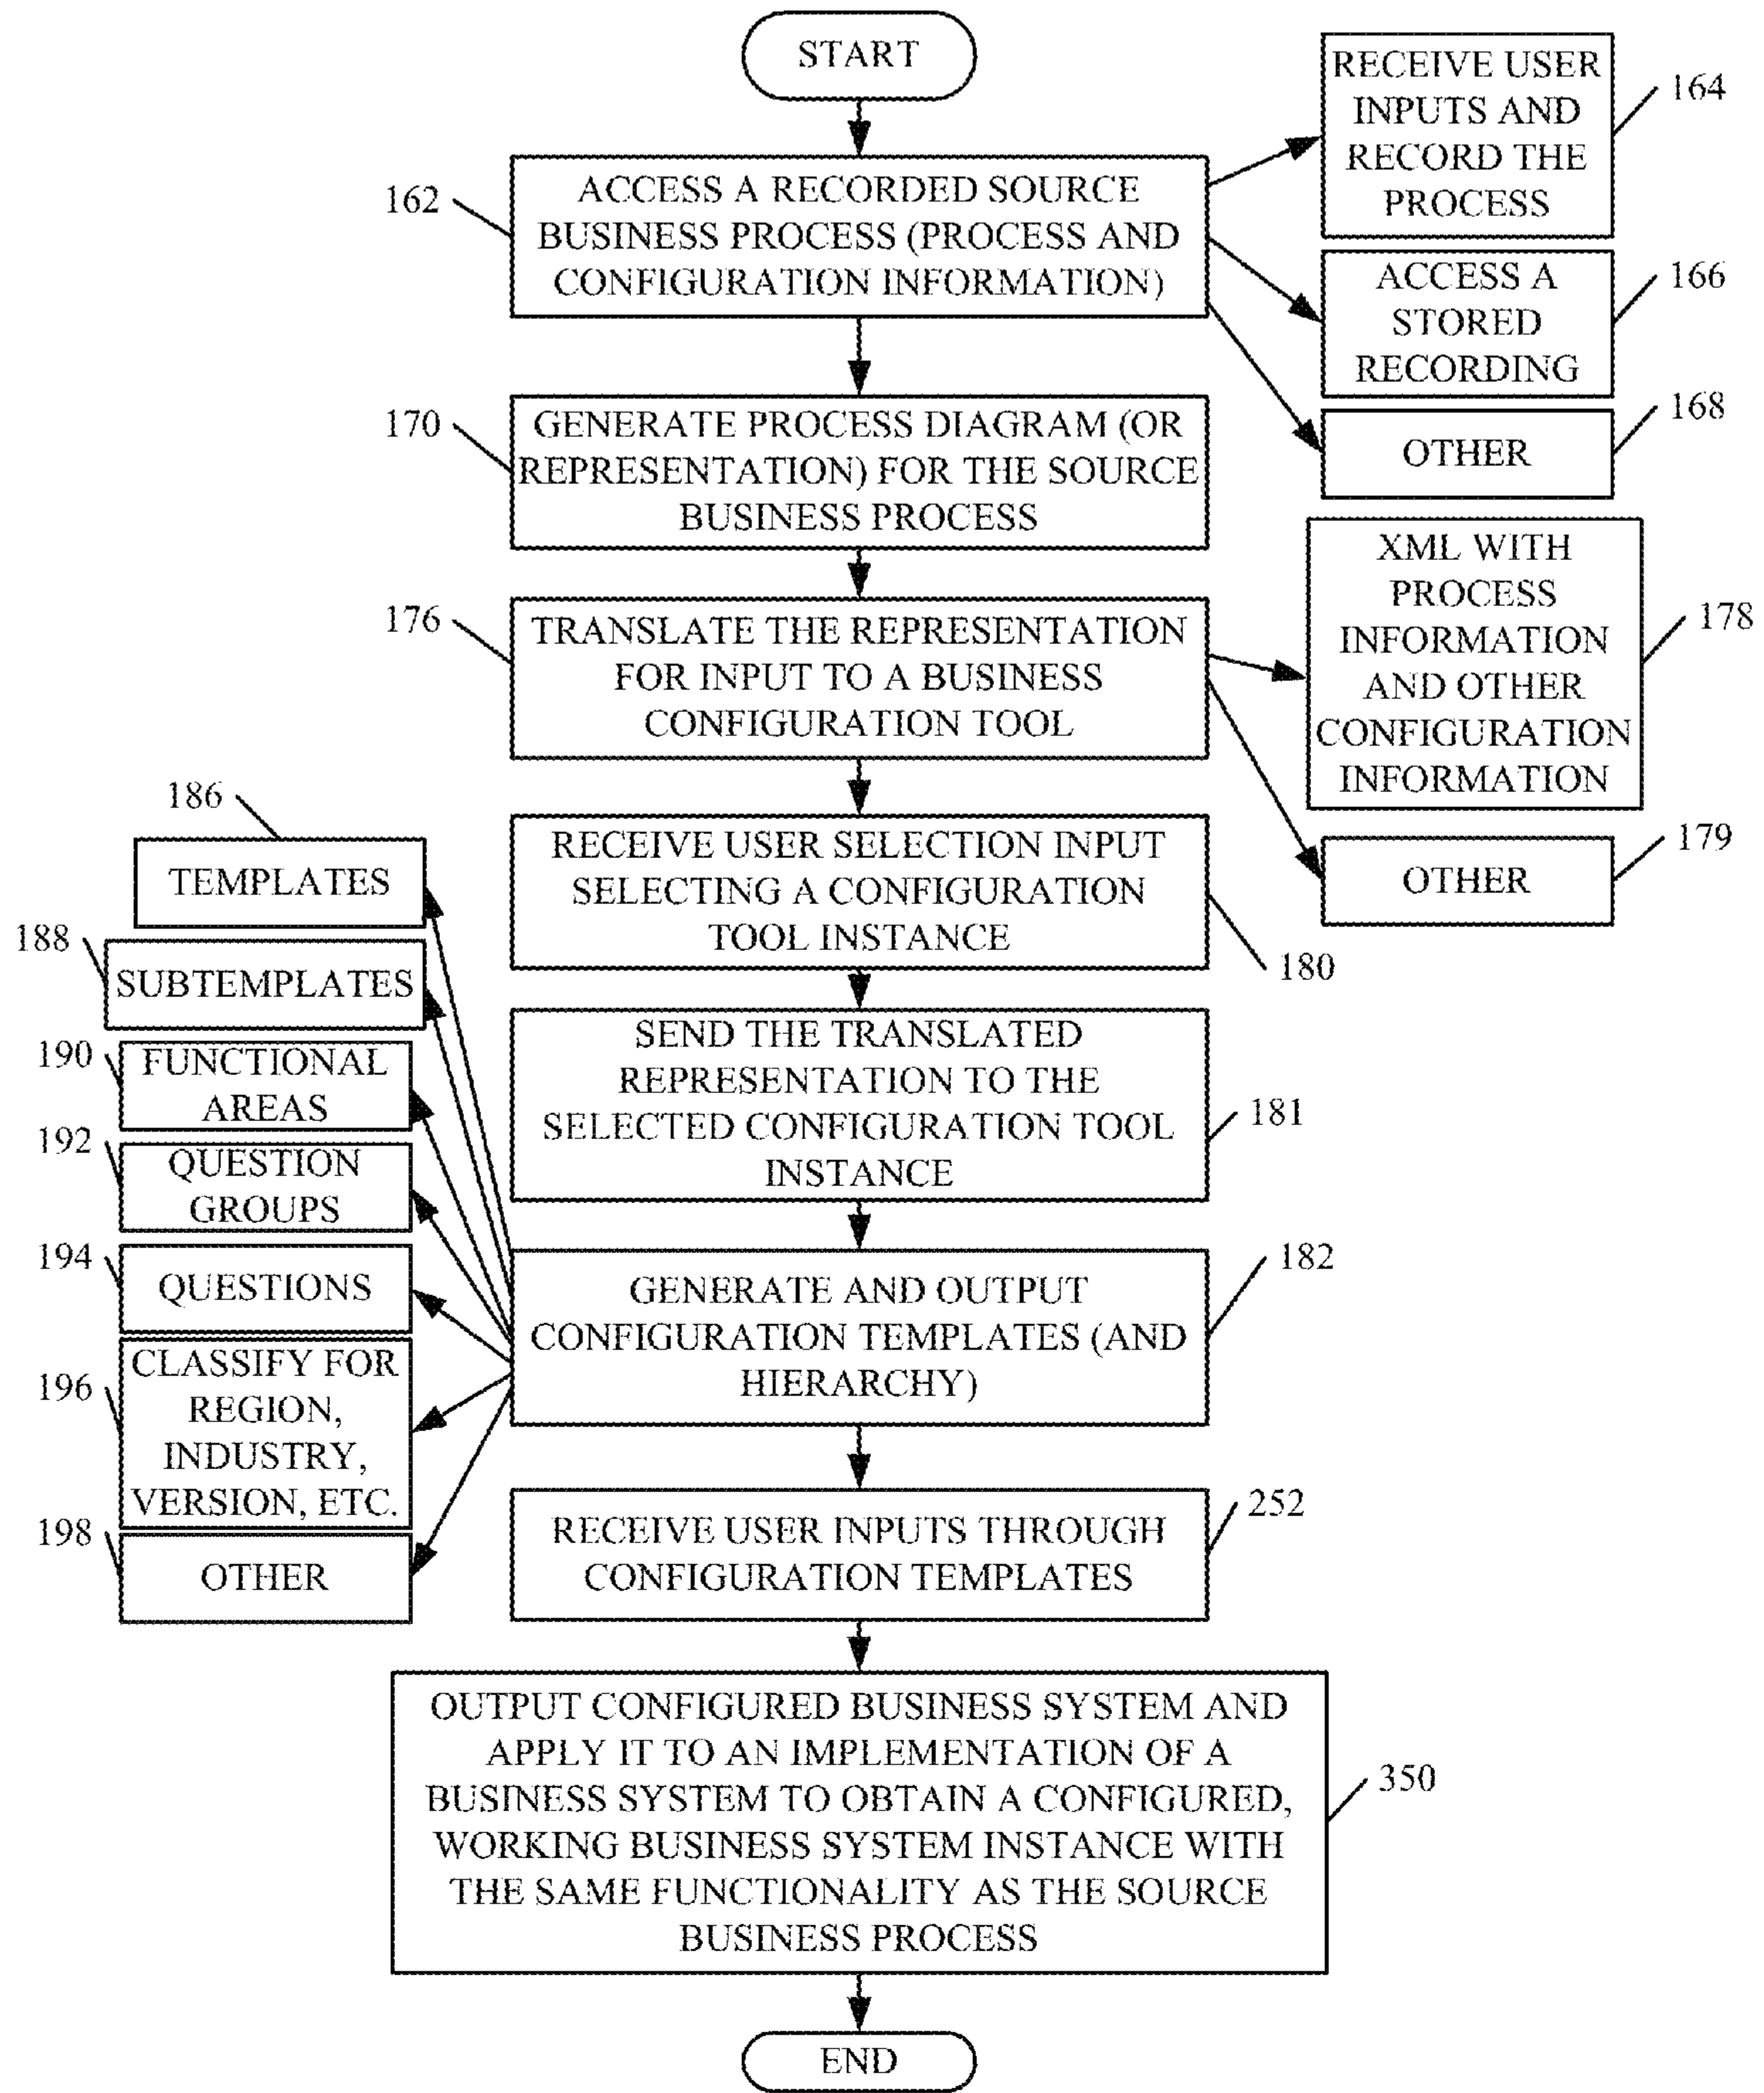 START
RECEIVE USER
INPUTS AND
RECORD THE
PROCESS
164
162
ACCESS A RECORDED SOURCE
BUSINESS PROCESS (PROCESS AND
CONFIGURATION INFORMATION)
ACCESS A
STORED
RECORDING
166
OTHER
168
170
GENERATE PROCESS DIAGRAM (OR
REPRESENTATION) FOR THE SOURCE
BUSINESS PROCESS
176
TRANSLATE THE REPRESENTATION
FOR INPUT TO A BUSINESS
CONFIGURATION TOOL
XML WITH
PROCESS
INFORMATION
AND OTHER
CONFIGURATION
INFORMATION
178
OTHER
179
RECEIVE USER SELECTION INPUT
SELECTING A CONFIGURATION
TOOL INSTANCE
180
SEND THE TRANSLATED
REPRESENTATION TO THE
SELECTED CONFIGURATION TOOL
INSTANCE
181
GENERATE AND OUTPUT
CONFIGURATION TEMPLATES (AND
HIERARCHY)
182
186
TEMPLATES
188
SUBTEMPLATES
190
FUNCTIONAL
AREAS
192
QUESTION
GROUPS
194
QUESTIONS
196
CLASSIFY FOR
REGION,
INDUSTRY,
VERSION, ETC.
198
OTHER
RECEIVE USER INPUTS THROUGH
CONFIGURATION TEMPLATES
252
OUTPUT CONFIGURED BUSINESS SYSTEM AND
APPLY IT TO AN IMPLEMENTATION OF A
BUSINESS SYSTEM TO OBTAIN A CONFIGURED,
WORKING BUSINESS SYSTEM INSTANCE WITH
THE SAME FUNCTIONALITY AS THE SOURCE
BUSINESS PROCESS
350
END